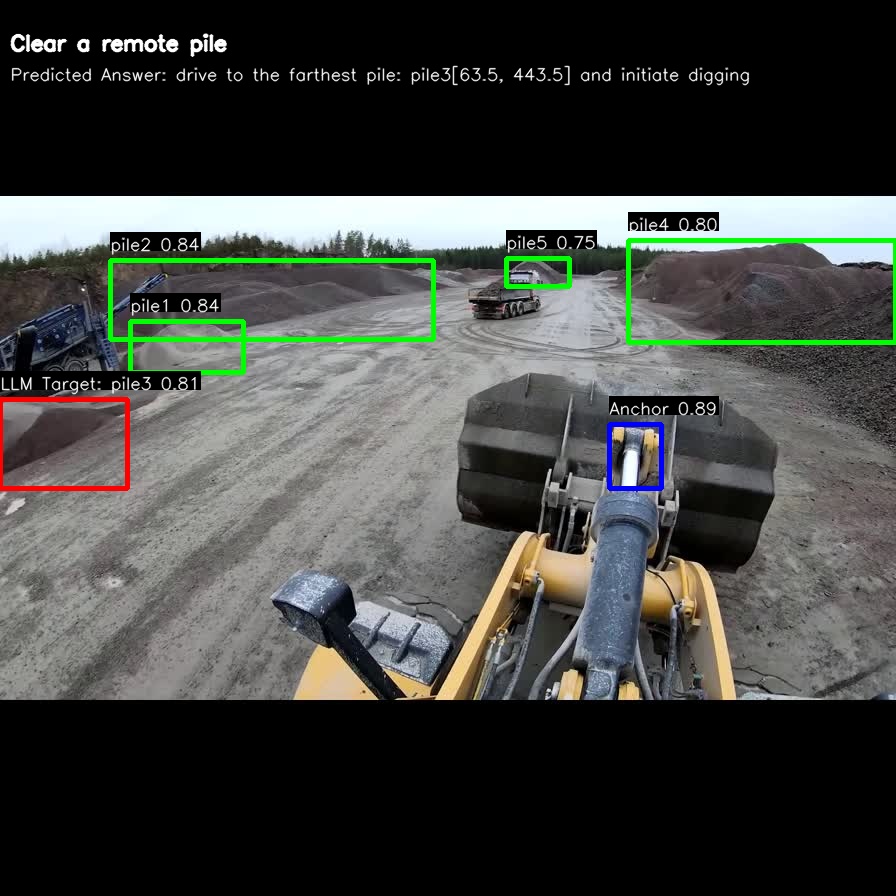 Clear a remote pile
Predicted Answer: drive to the farthest pile: pile3[63.5, 443.5] and initiate digging
pile4 0.80
pile2 0.84
pile5 0.75
pile1 0.84
LLM Target: pile3 0.81
Anchor 0.89